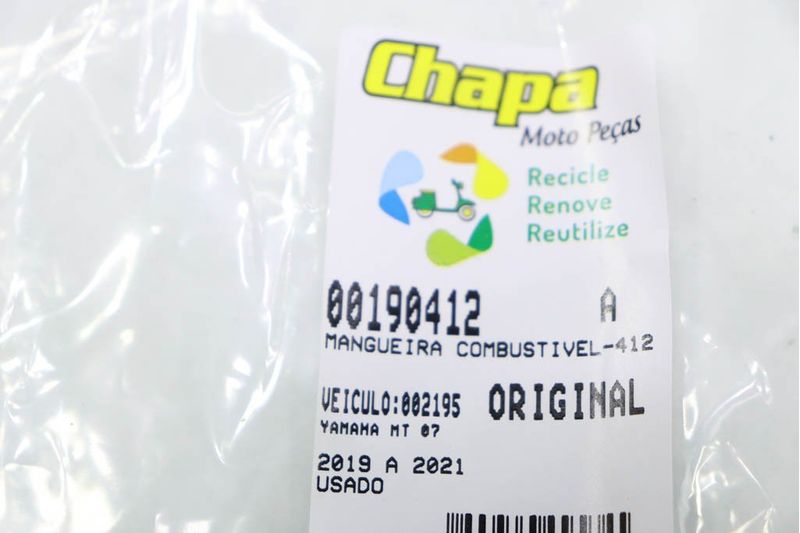 Chapa
Moto Peças
Recicle
Renove
Reutilize
00190412 A
MANGUEIRA COMBUSTIVEL-412
VEICULO:002195 ORIGINAL
YAMAHA MT 07
2019 A 2021
USADO